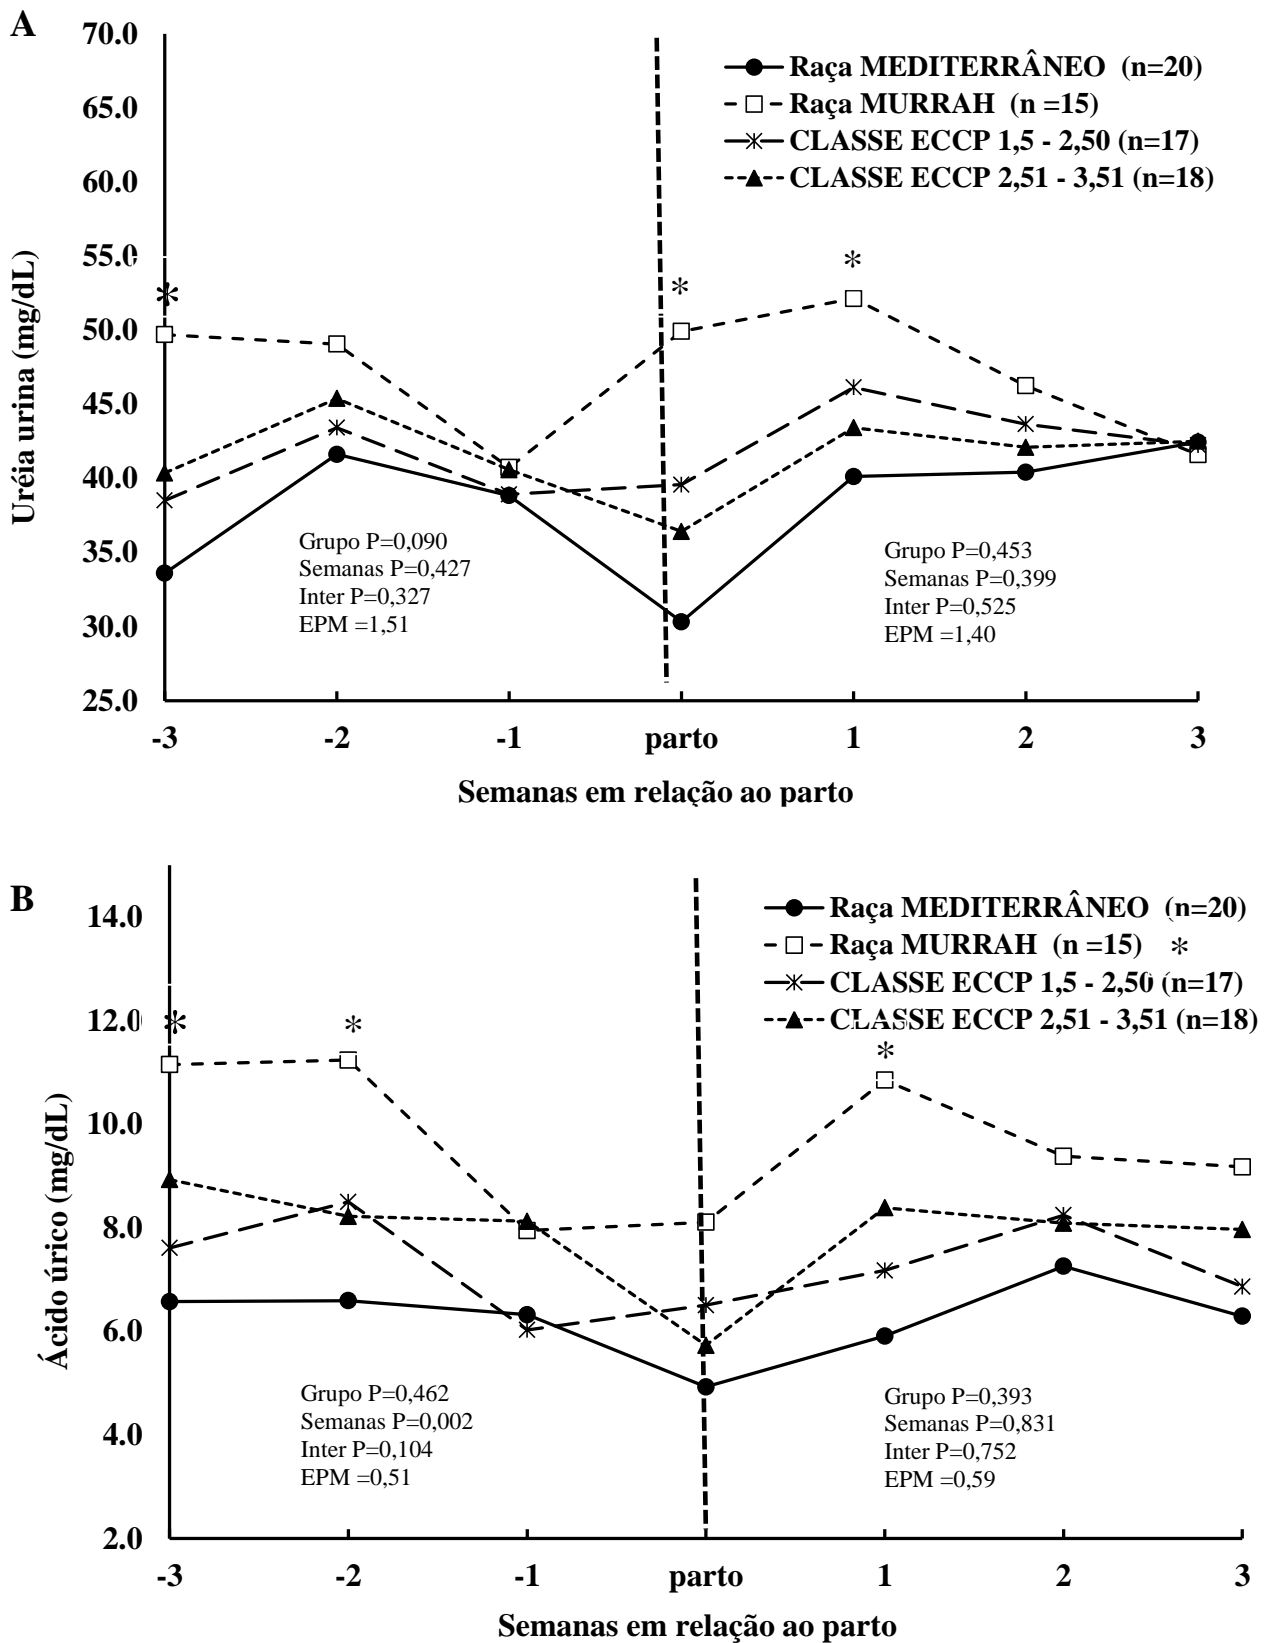 A
70.0
65.0
60.0
55.0
50.0
45.0
40.0
35.0
30.0
25.0
Uréia urina (mg/dL)
Raça MEDITERRÂNEO (n=20)
Raça MURRAH (n =15)
CLASSE ECCP 1,5 - 2,50 (n=17)
CLASSE ECCP 2,51 - 3,51 (n=18)
*
*
*
Grupo P=0,090
Semanas P=0,427
Inter P=0,327
EPM =1,51
Grupo P=0,453
Semanas P=0,399
Inter P=0,525
EPM =1,40
-3 -2 -1 parto 1 2 3
Semanas em relação ao parto
B
14.0
12.0
10.0
8.0
6.0
4.0
2.0
Ácido úrico (mg/dL)
Raça MEDITERRÂNEO (n=20)
Raça MURRAH (n =15) *
CLASSE ECCP 1,5 - 2,50 (n=17)
CLASSE ECCP 2,51 - 3,51 (n=18)
*
*
*
Grupo P=0,462
Semanas P=0,002
Inter P=0,104
EPM =0,51
Grupo P=0,393
Semanas P=0,831
Inter P=0,752
EPM =0,59
-3 -2 -1 parto 1 2 3
Semanas em relação ao parto